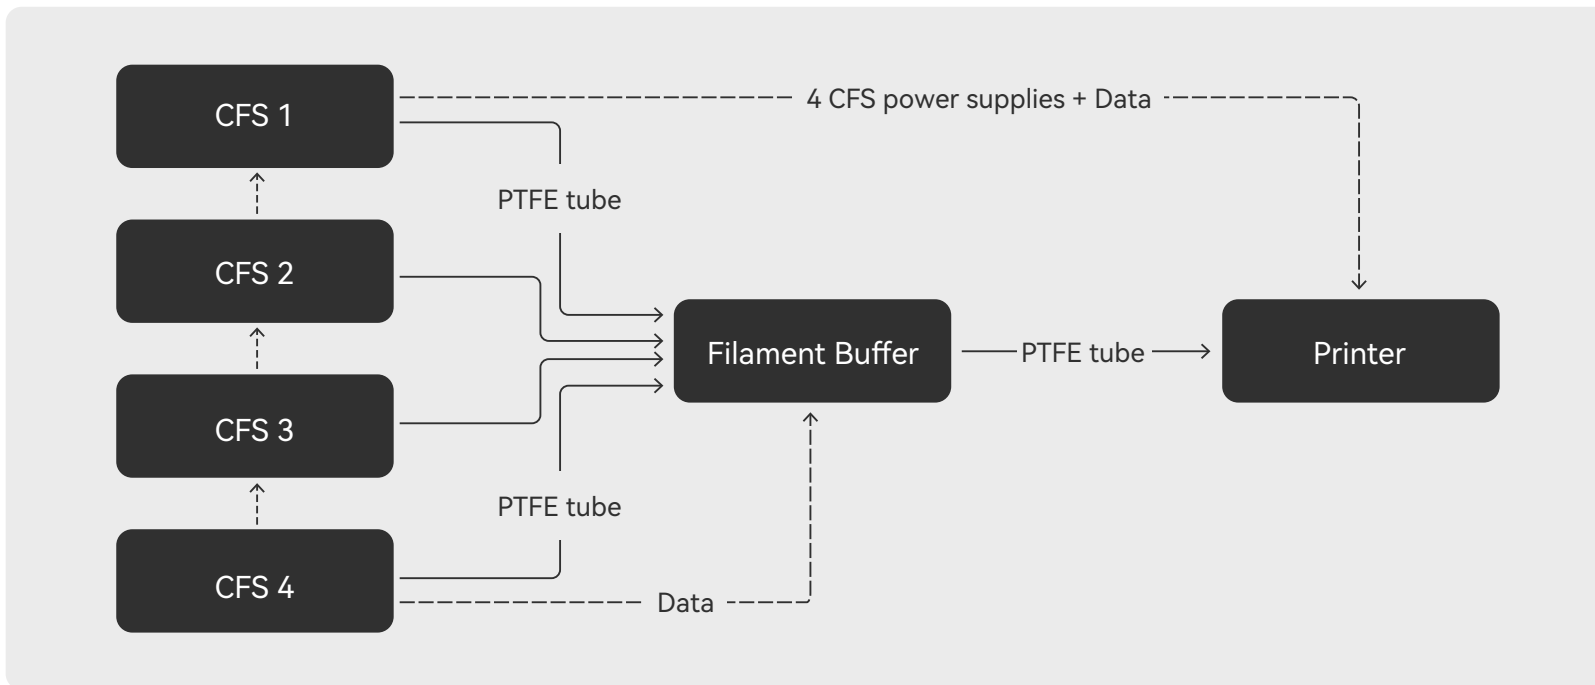 CFS 1
4 CFS power supplies + Data
PTFE tube
CFS 2
Filament Buffer
PTFE tube
Printer
CFS 3
PTFE tube
CFS 4
Data